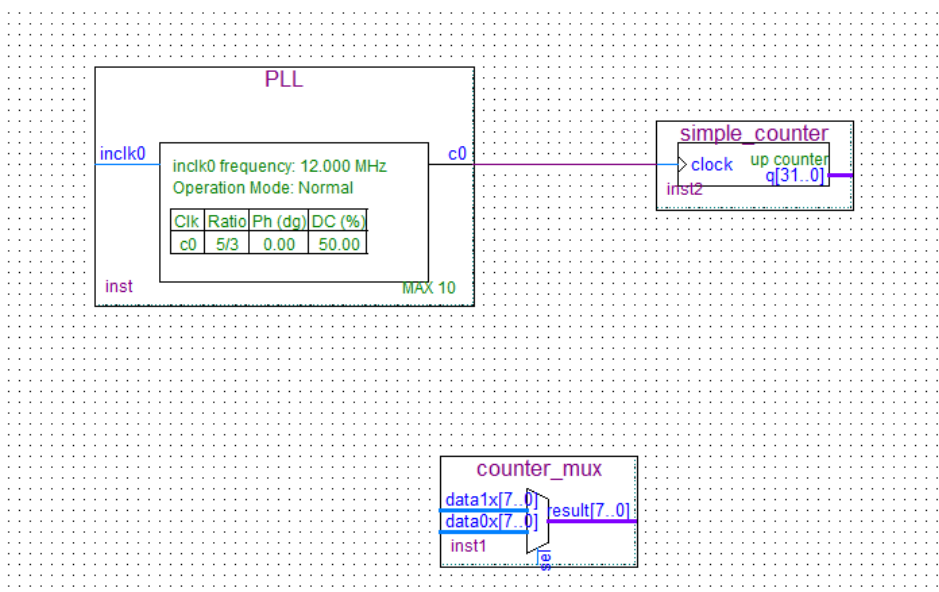 PLL
inclk0
c0
inclk0 frequency: 12.000 MHz
Operation Mode: Normal
Clk Ratio Ph (dg) DC (%)
c0 5/3 0.00 50.00
inst
MAX 10
simple_counter
clock
up counter
q[31..0]
inst2
counter_mux
data1x[7..0]
data0x[7..0]
result[7..0]
inst1
sel